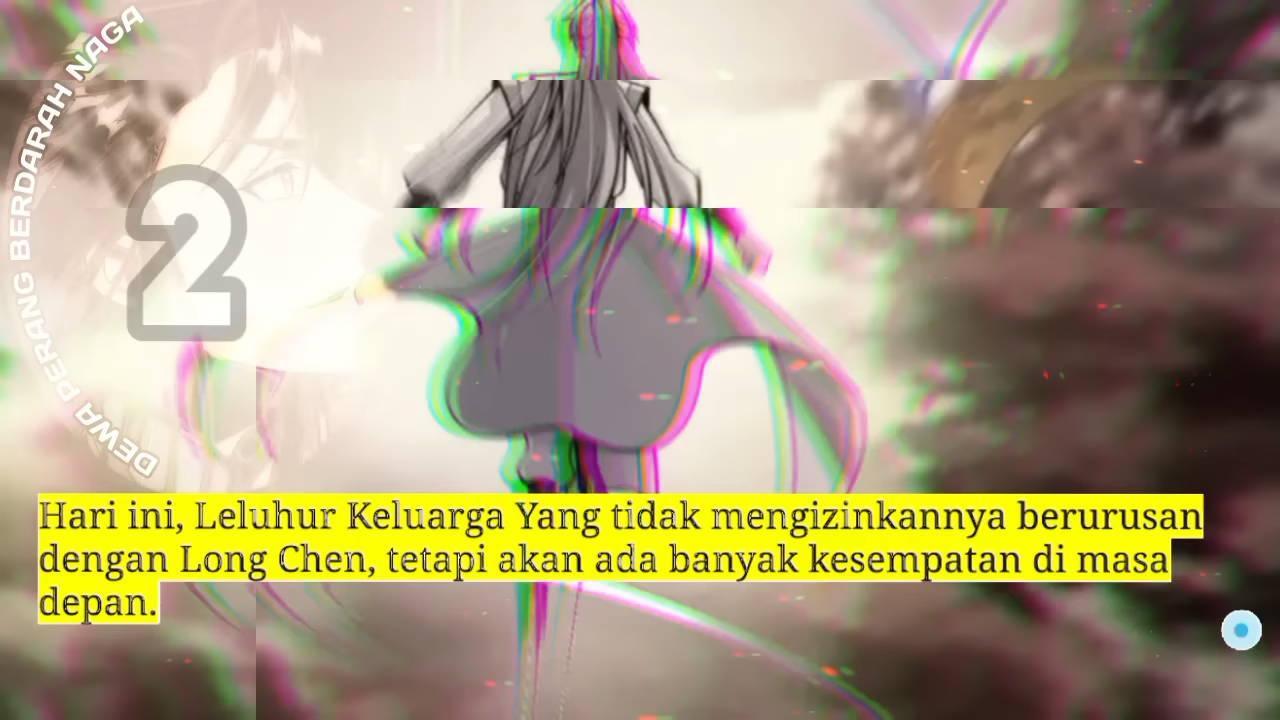 DEWA PERANG BERDARAH NAGA
2
Hari ini, Leluhur Keluarga Yang tidak mengizinkannya berurusan
dengan Long Chen, tetapi akan ada banyak kesempatan di masa
depan.